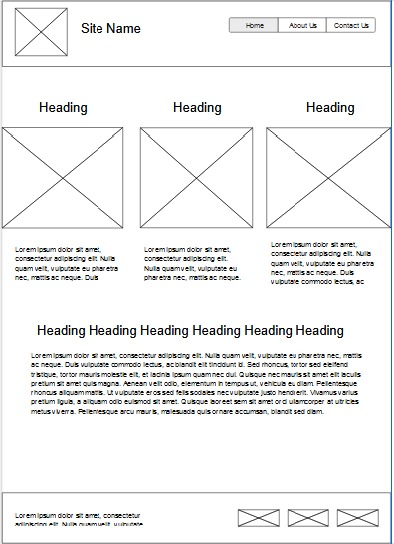 Site Name
Home
About Us
Contact Us
Heading
Heading
Heading
Lorem ipsum dolor sit amet,
consectetur adipiscing elit. Nulla
quam velit, vulputate eu pharetra
nec, mattis ac neque. Duis
Lorem ipsum dolor sit amet,
consectetur adipiscing elit.
Nulla quam velit, vulputate eu
pharetra nec, mattis ac neque.
Lorem ipsum dolor sit amet,
consectetur adipiscing elit. Nulla
quam velit, vulputate eu pharetra
nec, mattis ac neque. Duis
vulputate commodo lectus, ac
Heading Heading Heading Heading Heading Heading
Lorem ipsum dolor sit amet, consectetur adipiscing elit. Nulla quam velit, vulputate eu pharetra nec, mattis
ac neque. Duis vulputate commodo lectus, ac blandit elit tincidunt id. Sed rhoncus, tortor sed eleifend
tristique, tortor mauris molestie elit, et lacinia ipsum quam nec dui. Quisque nec mauris sit amet elit iaculis
pretium sit amet quis magna. Aenean velit odio, elementum in tempus ut, vehicula eu diam. Pellentesque
rhoncus aliquam mattis. Ut vulputate eros sed felis sodales nec vulputate justo hendrerit. Vivamus varius
pretium ligula, a aliquam odio euismod sit amet. Quisque laoreet sem sit amet orci ullamcorper at ultricies
metus viverra. Pellentesque arcu mauris, malesuada quis ornare accumsan, blandit sed diam.
Lorem ipsum dolor sit amet, consectetur
adipiscing elit. Nulla quam velit, vulputate